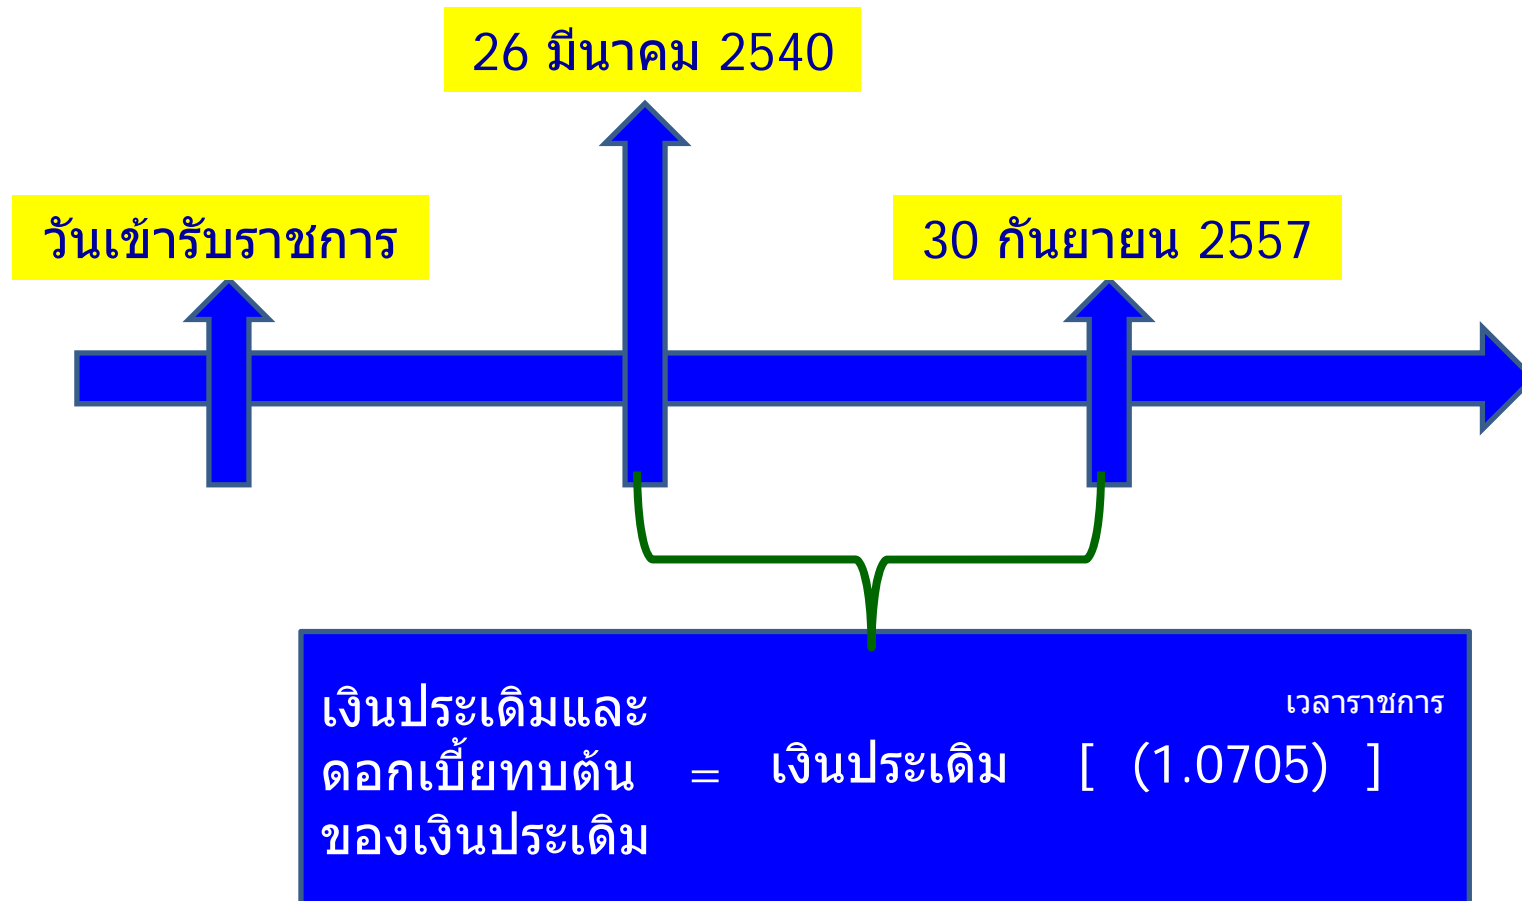 26 มีนาคม 2540
วันเข้ารับราชการ
30 กันยายน 2557
เงินประเดิมและ
ดอกเบี้ยทบต้น
ของเงินประเดิม
=
เงินประเดิม [ (1.0705) ]
เวลาราชการ